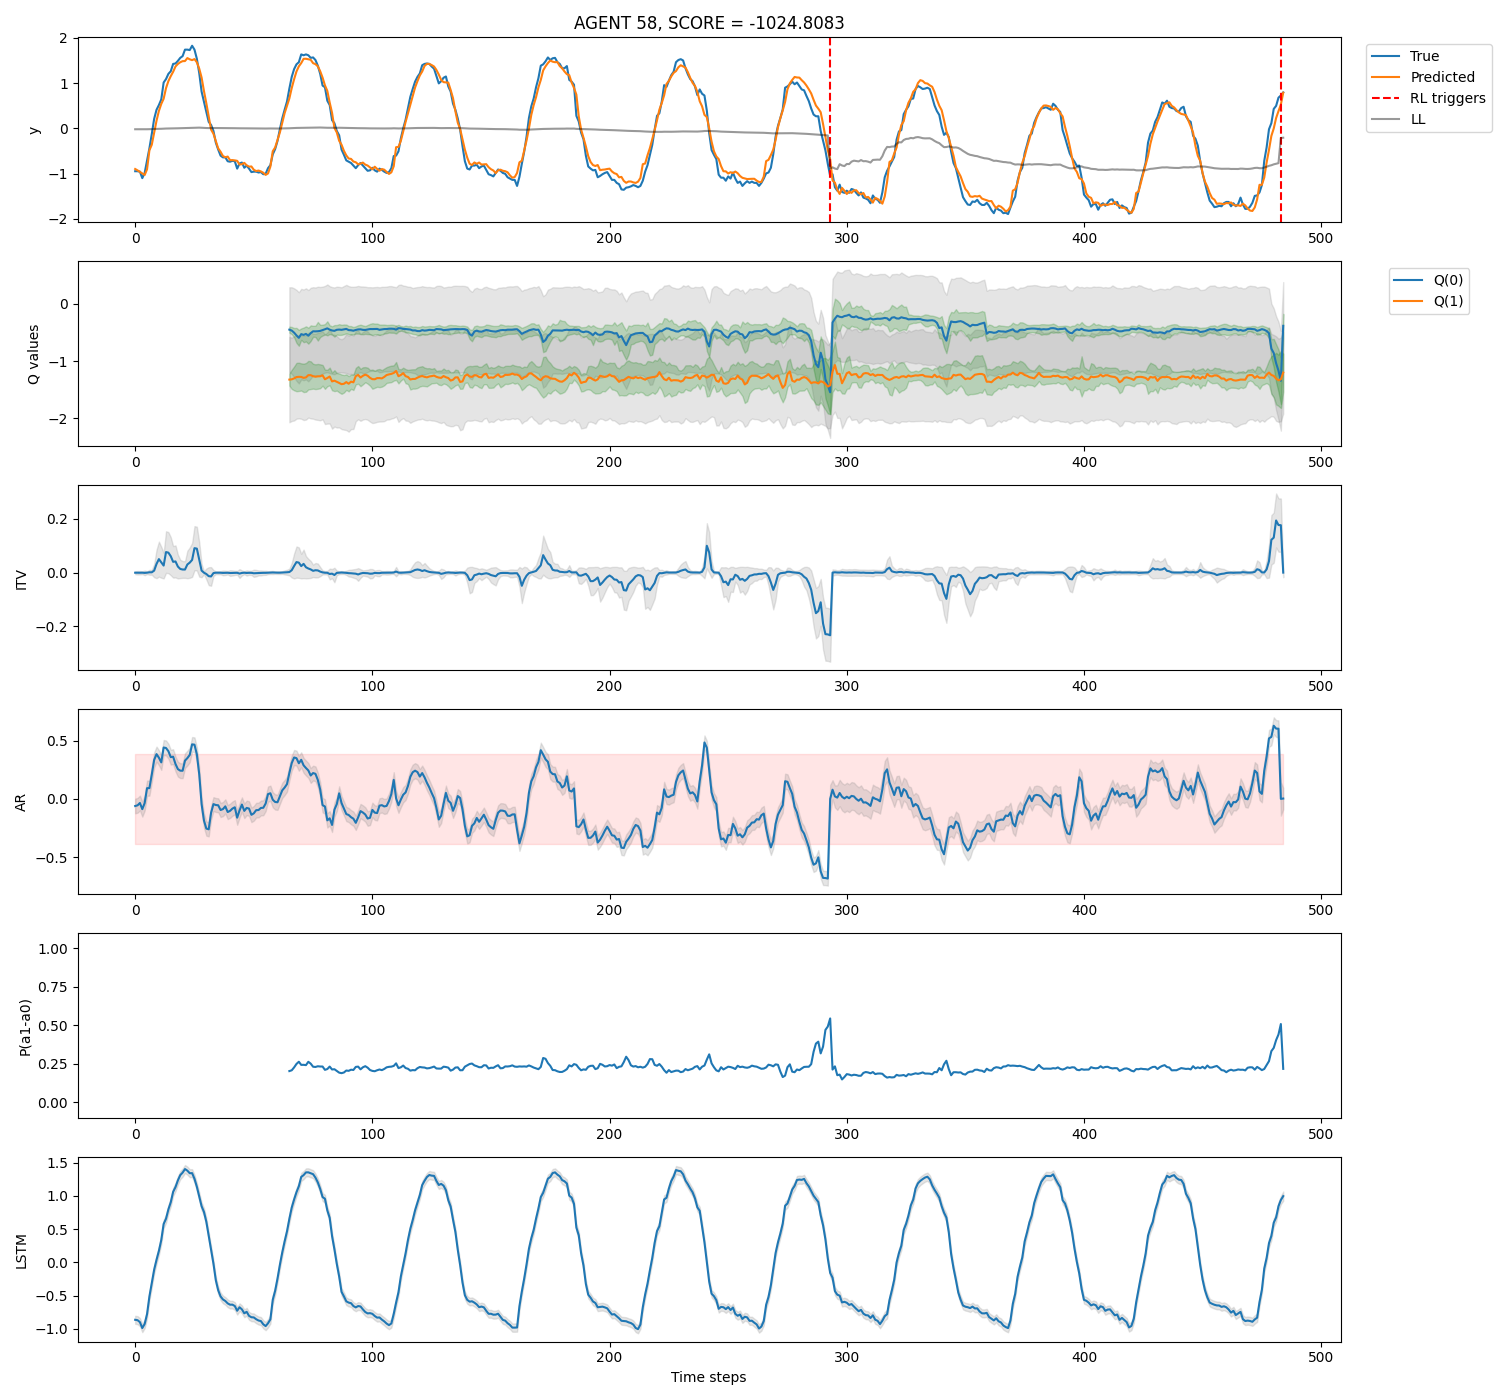 AGENT 58, SCORE = -1024.8083
y
2
1
0
−1
−2
0 100 200 300 400 500
True
Predicted
RL triggers
LL
Q values
0
−1
−2
0 100 200 300 400 500
Q(0)
Q(1)
ITV
0.2
0.0
−0.2
0 100 200 300 400 500
AR
0.5
0.0
−0.5
0 100 200 300 400 500
P(a1-a0)
1.00
0.75
0.50
0.25
0.00
0 100 200 300 400 500
LSTM
1.5
1.0
0.5
0.0
−0.5
−1.0
0 100 200 300 400 500
Time steps